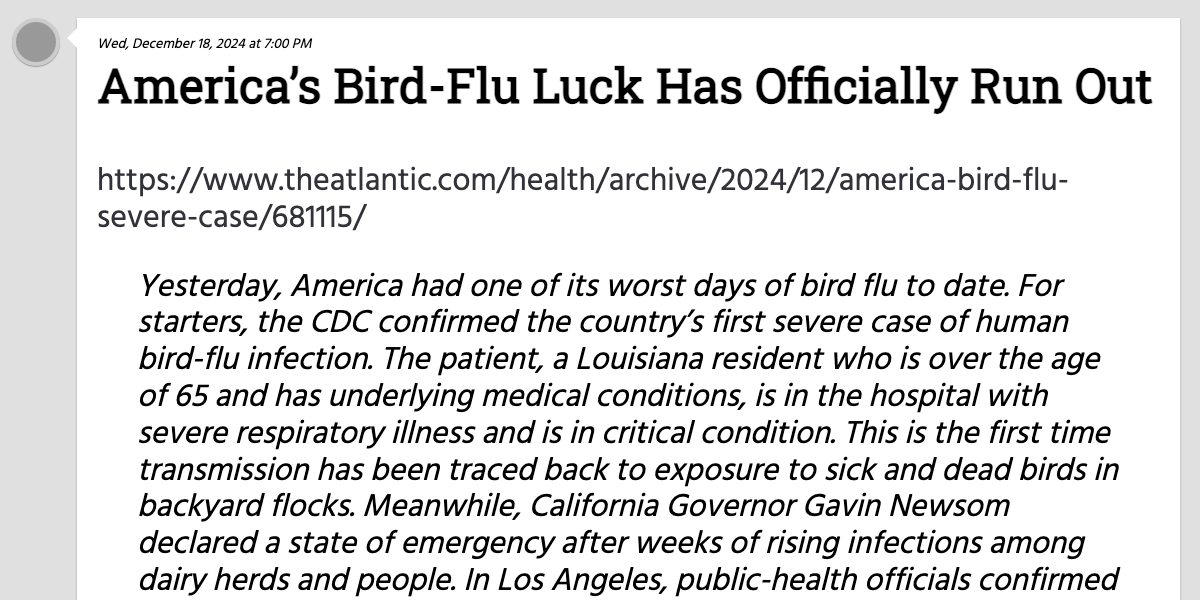 Wed, December 18, 2024 at 7:00 PM
America’s Bird-Flu Luck Has Officially Run Out
https://www.theatlantic.com/health/archive/2024/12/america-bird-flu-
severe-case/681115/
Yesterday, America had one of its worst days of bird flu to date. For
starters, the CDC confirmed the country’s first severe case of human
bird-flu infection. The patient, a Louisiana resident who is over the age
of 65 and has underlying medical conditions, is in the hospital with
severe respiratory illness and is in critical condition. This is the first time
transmission has been traced back to exposure to sick and dead birds in
backyard flocks. Meanwhile, California Governor Gavin Newsom
declared a state of emergency after weeks of rising infections among
dairy herds and people. In Los Angeles, public-health officials confirmed